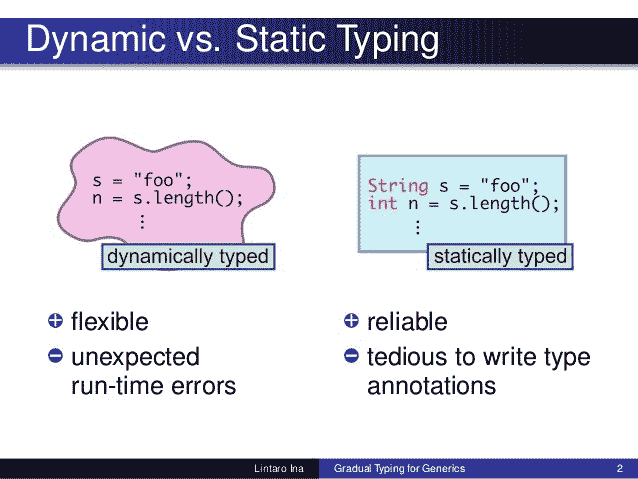 Dynamic vs. Static Typing
s = "foo";
n = s.length();
⋮
dynamically typed
String s = "foo";
int n = s.length();
⋮
statically typed
+ flexible
− unexpected
run-time errors
+ reliable
− tedious to write type
annotations
Lintaro Ina
Gradual Typing for Generics
2